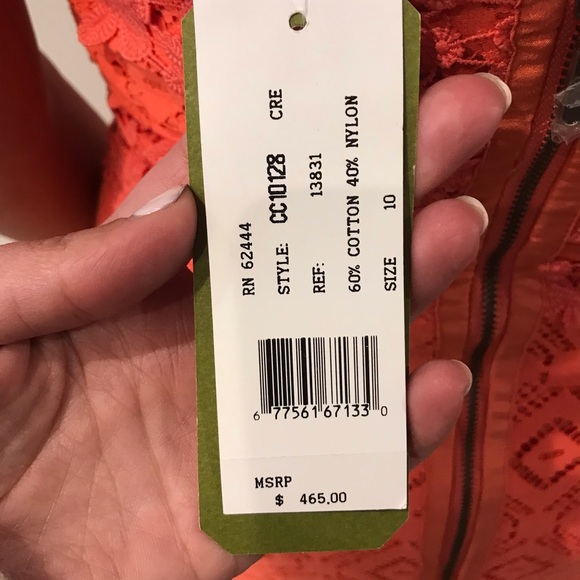 RN 62444
STYLE: CC10128 CRE
REF: 13831
60% COTTON 40% NYLON
SIZE 10
6 77561 67133 0
MSRP
$ 465.00